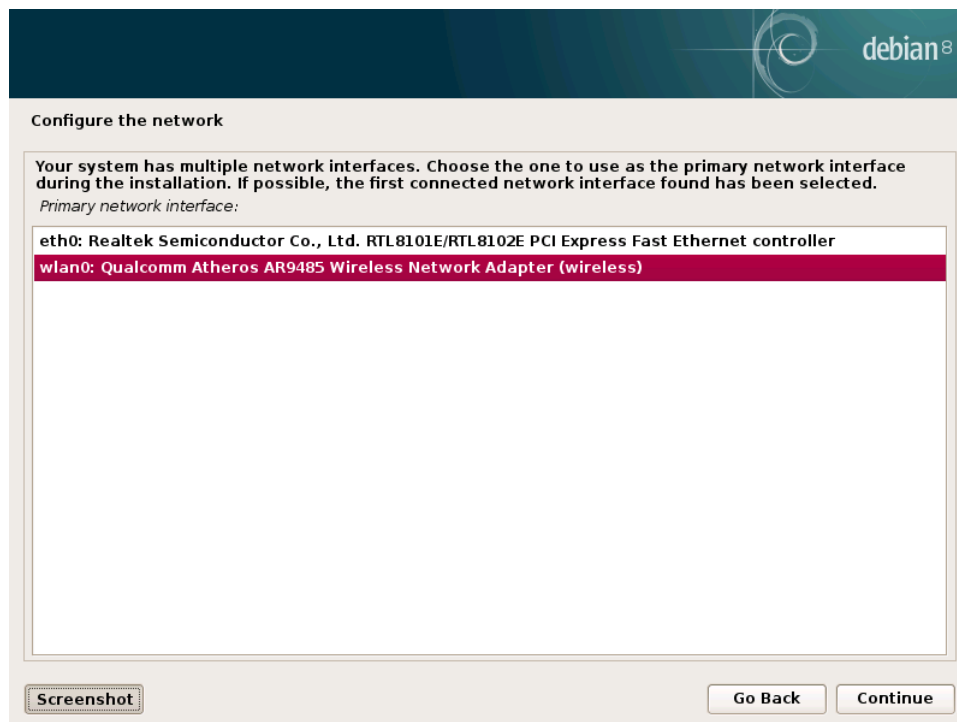 debian 8
Configure the network
Your system has multiple network interfaces. Choose the one to use as the primary network interface
during the installation. If possible, the first connected network interface found has been selected.
Primary network interface:
eth0: Realtek Semiconductor Co., Ltd. RTL8101E/RTL8102E PCI Express Fast Ethernet controller
wlan0: Qualcomm Atheros AR9485 Wireless Network Adapter (wireless)
Screenshot Go Back Continue